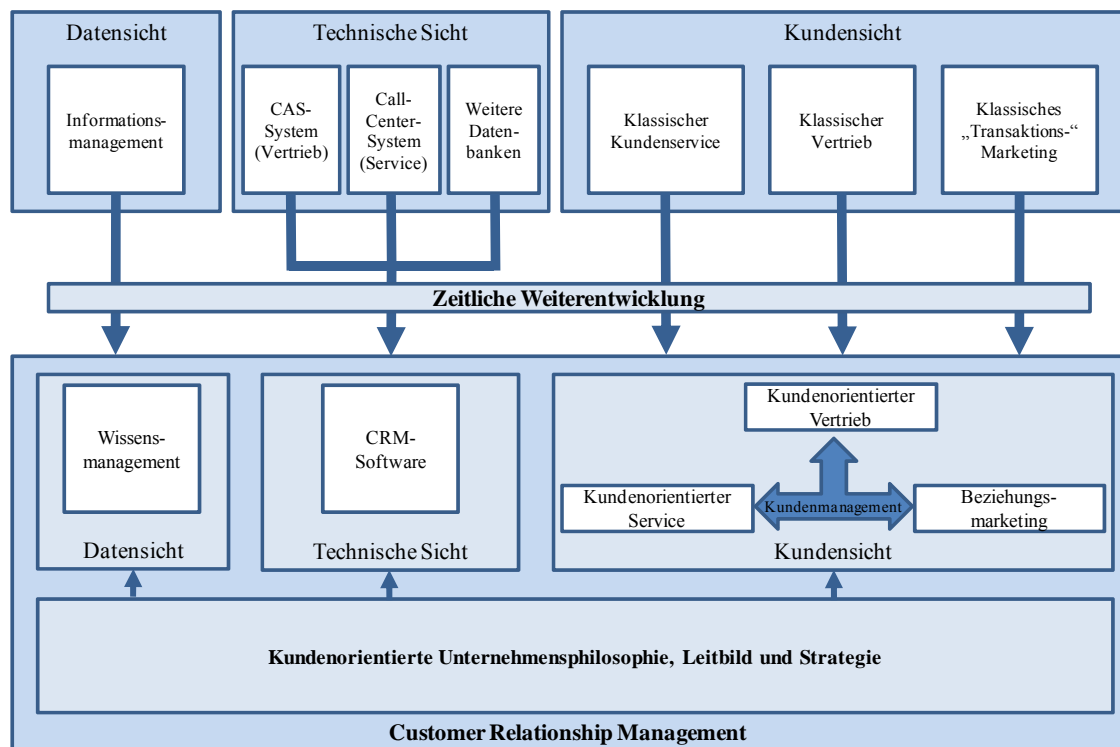 Datensicht
Technische Sicht
Kundensicht
Informations-
management
CAS-
System
(Vertrieb)
Call-
Center-
System
(Service)
Weitere
Daten-
banken
Klassischer
Kundenservice
Klassischer
Vertrieb
Klassisches
„Transaktions-“
Marketing
Zeitliche Weiterentwicklung
Wissens-
management
Datensicht
CRM-
Software
Technische Sicht
Kundenorientierter
Vertrieb
Kundenorientierter
Service
Kundenmanagement
Beziehungs-
marketing
Kundensicht
Kundenorientierte Unternehmensphilosophie, Leitbild und Strategie
Customer Relationship Management